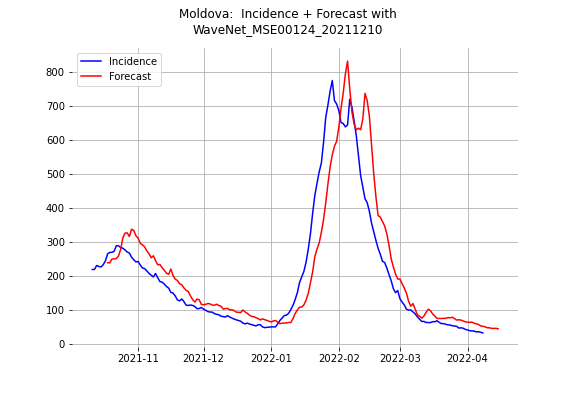 Moldova:  Incidence + Forecast with
WaveNet_MSE00124_20211210
Incidence
Forecast
800
700
600
500
400
300
200
100
0
2021-11 2021-12 2022-01 2022-02 2022-03 2022-04